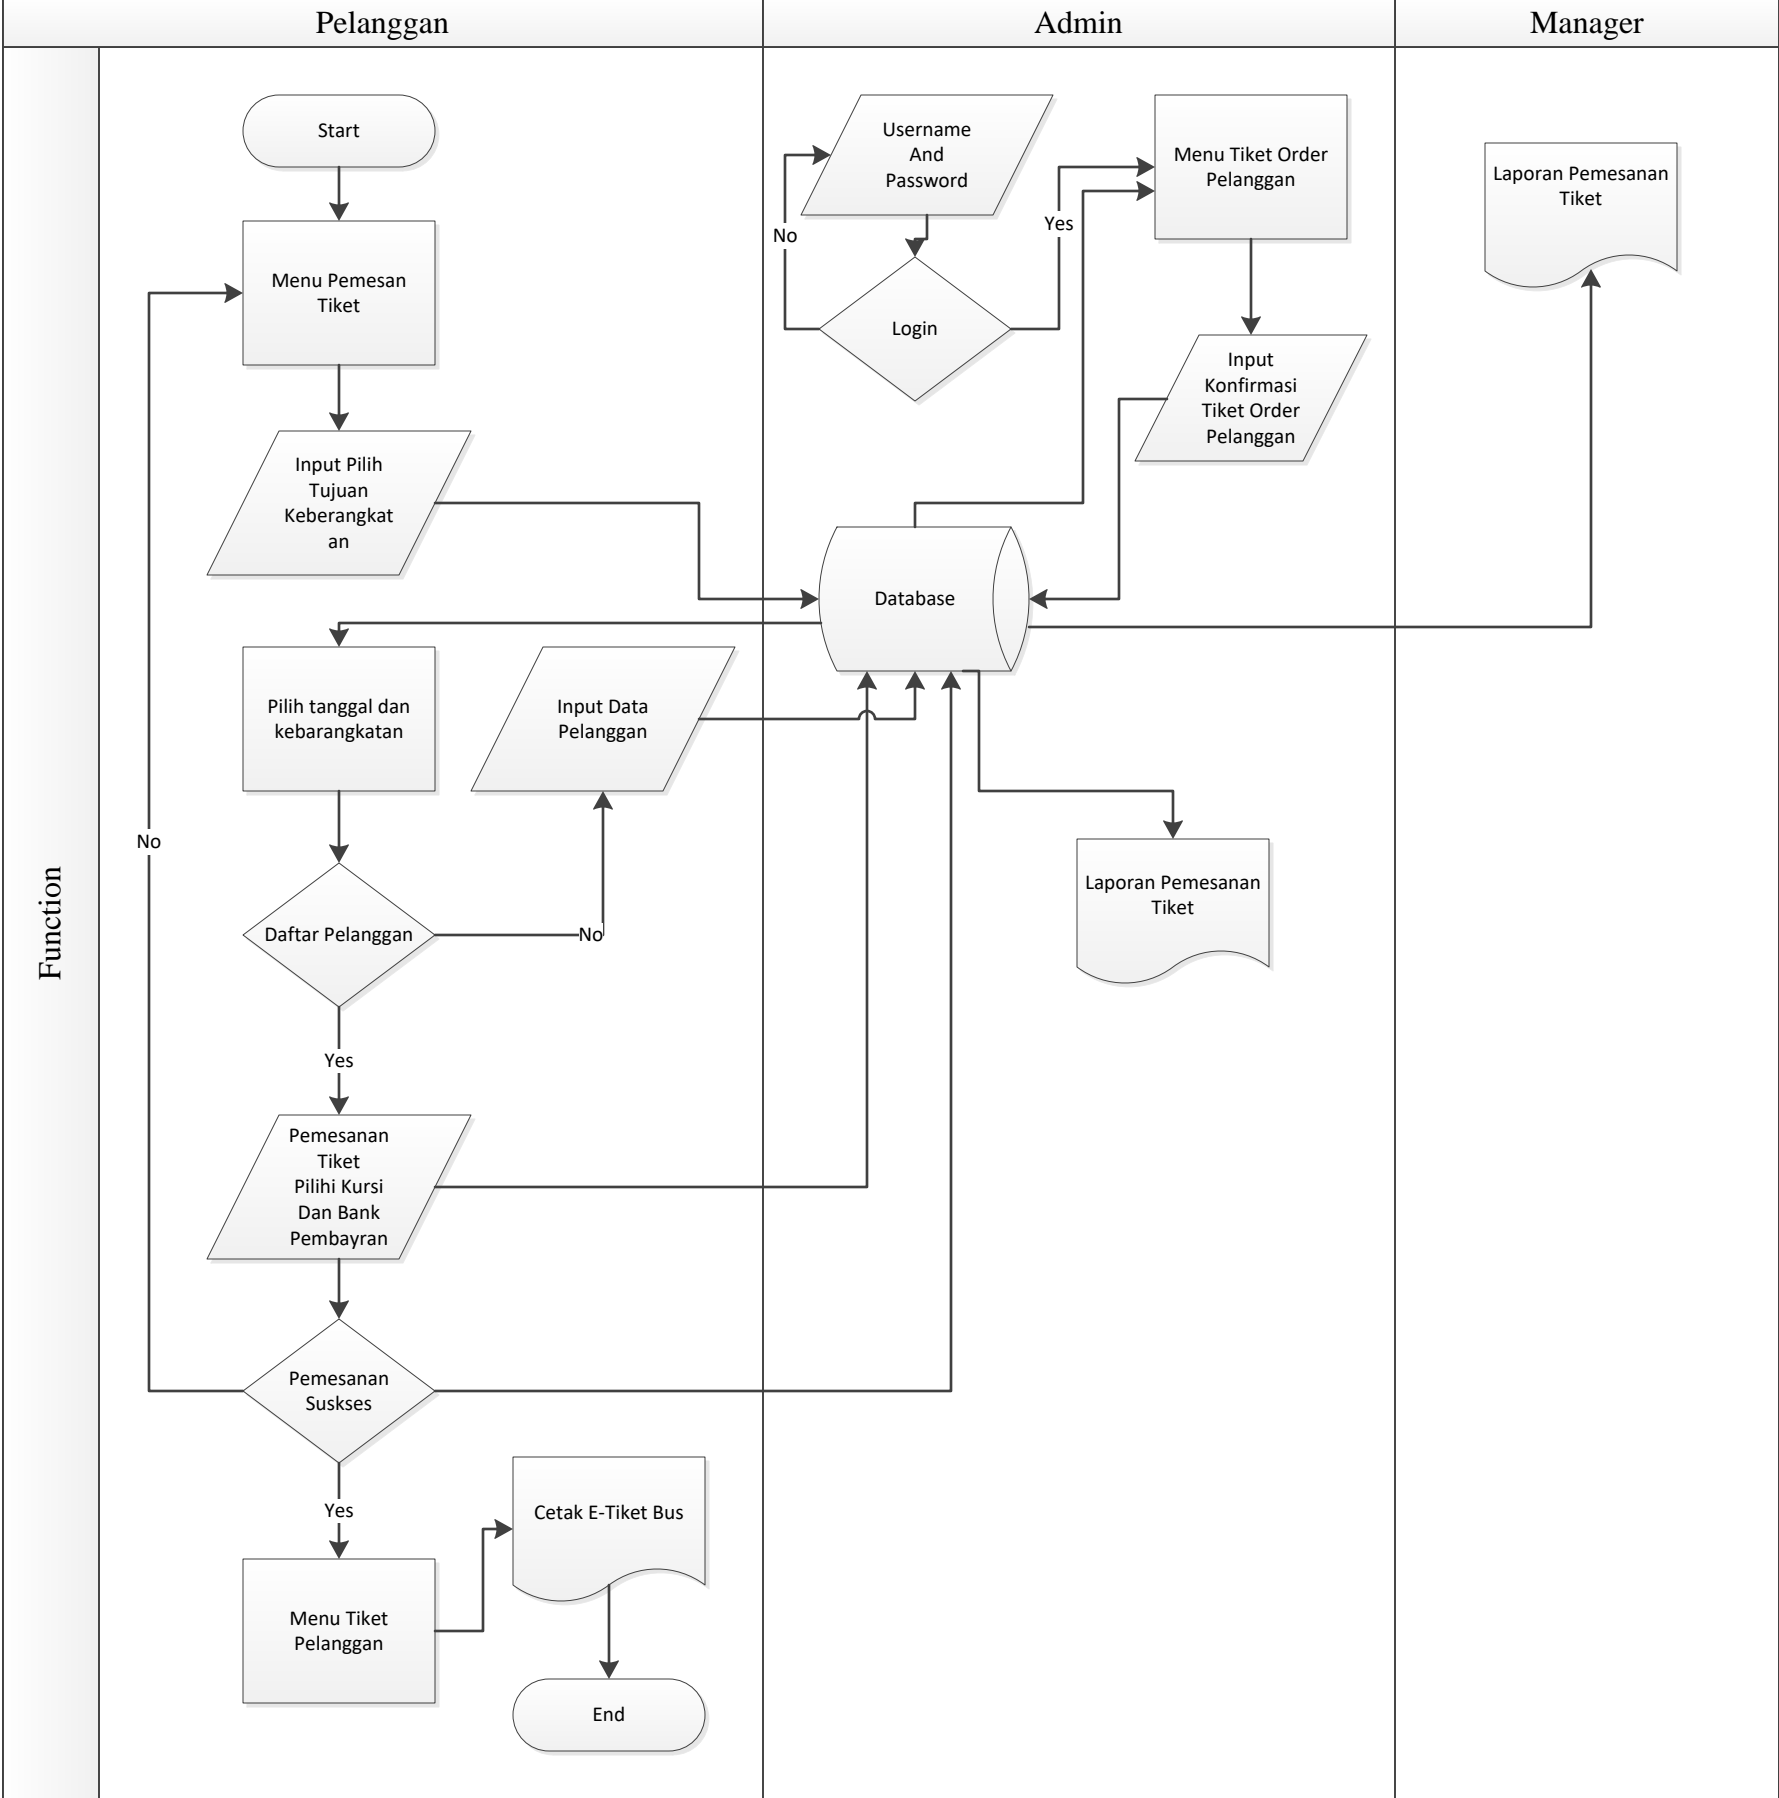 Pelanggan
Admin
Manager
Function
Start
Menu Pemesan
Tiket
Input Pilih
Tujuan
Keberangkat
an
Pilih tanggal dan
kebarangkatan
Input Data
Pelanggan
No
Daftar Pelanggan
No
Yes
Pemesanan
Tiket
Pilihi Kursi
Dan Bank
Pembayran
Pemesanan
Suskses
Yes
Menu Tiket
Pelanggan
Cetak E-Tiket Bus
End
Username
And
Password
No
Yes
Login
Menu Tiket Order
Pelanggan
Input
Konfirmasi
Tiket Order
Pelanggan
Database
Laporan Pemesanan
Tiket
Laporan Pemesanan
Tiket